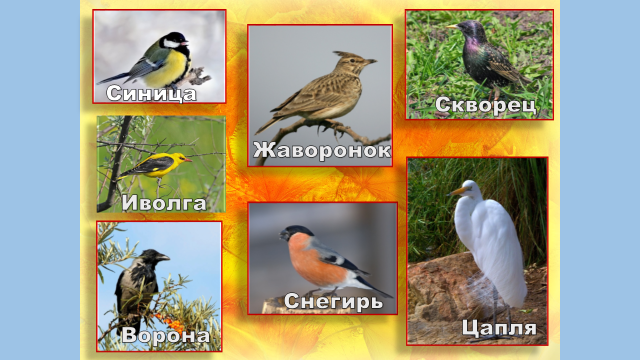 Синица
Жаворонок
Скворец
Иволга
Ворона
Снегирь
Цапля